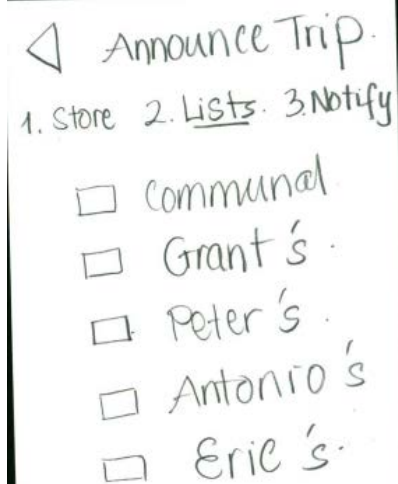 Announce Trip.
1. Store 2. Lists. 3. Notify
Communal
Grant's.
Peter's.
Antonio's
Eric's.